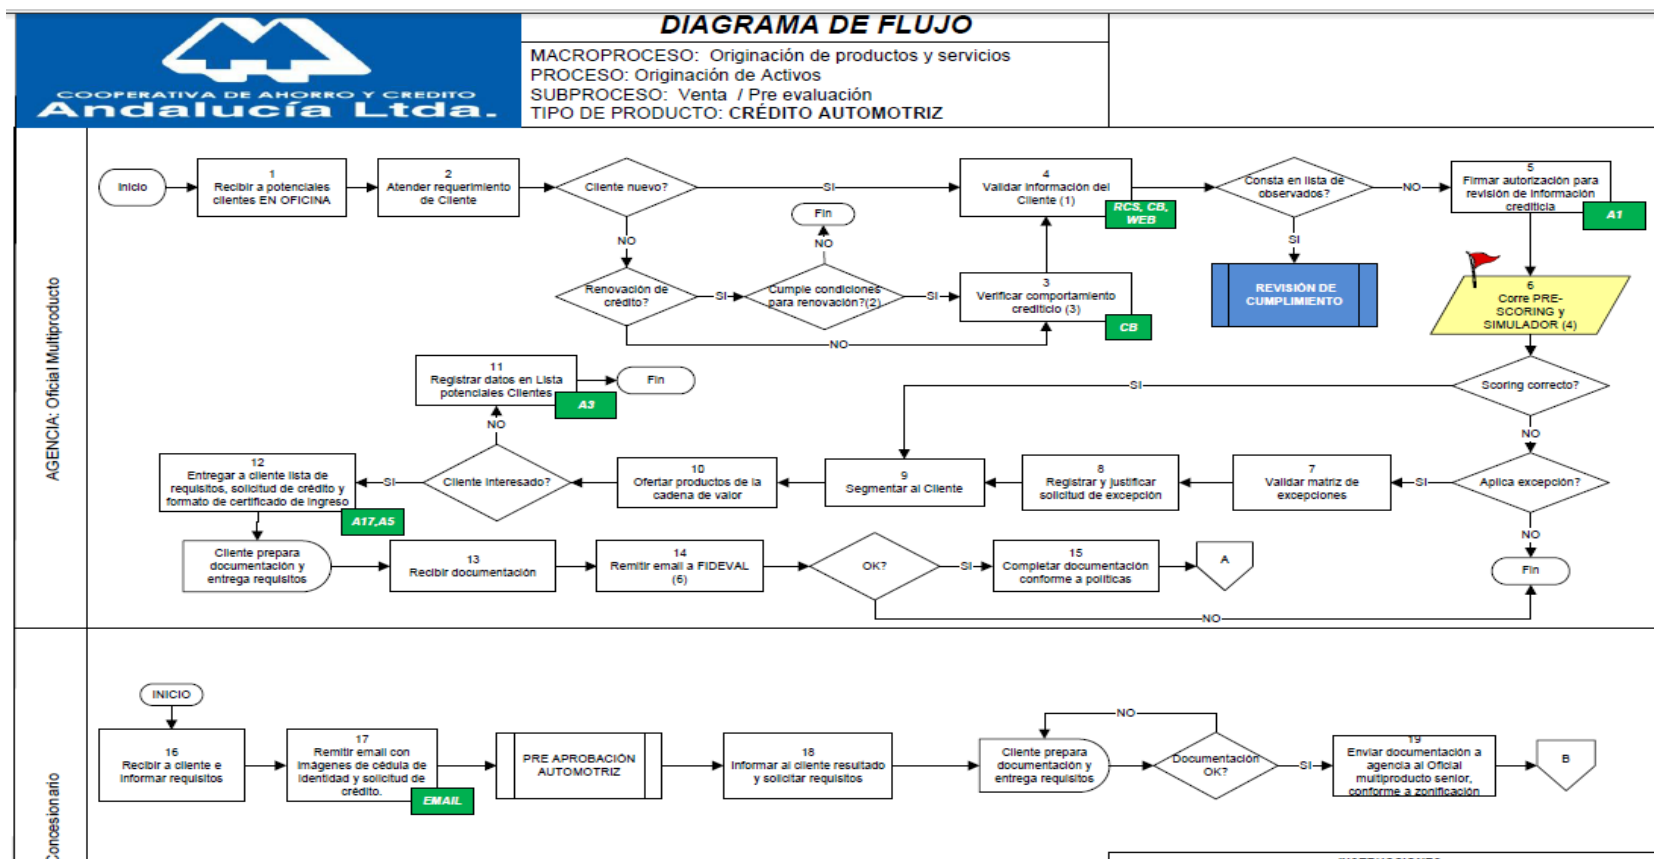 DIAGRAMA DE FLUJO
COOPERATIVA DE AHORRO Y CREDITO
Andalucía Ltda.
MACROPROCESO: Originación de productos y servicios
PROCESO: Originación de Activos
SUBPROCESO: Venta / Pre evaluación
TIPO DE PRODUCTO: CRÉDITO AUTOMOTRIZ
AGENCIA: Oficial Multiproducto
Inicio
1
Recibir a potenciales
clientes EN OFICINA
2
Atender requerimiento
de Cliente
Cliente nuevo?
SI
NO
4
Validar información del
Cliente (1)
RCS, CB,
WEB
Consta en lista de
observados?
NO
SI
5
Firmar autorización para
revisión de información
crediticia
A1
Fin
NO
Renovación de
crédito?
SI
Cumple condiciones
para renovación?(2)
SI
3
Verificar comportamiento
crediticio (3)
CB
NO
REVISIÓN DE
CUMPLIMIENTO
6
Corre PRE-
SCORING y
SIMULADOR (4)
11
Registrar datos en Lista
potenciales Clientes
A3
Fin
SI
Scoring correcto?
NO
NO
12
Entregar a cliente lista de
requisitos, solicitud de crédito y
formato de certificado de ingreso
A17,A5
SI
Cliente interesado?
10
Ofertar productos de la
cadena de valor
9
Segmentar al Cliente
8
Registrar y justificar
solicitud de excepción
7
Validar matriz de
excepciones
SI
Aplica excepción?
NO
Cliente prepara
documentación y
entrega requisitos
13
Recibir documentación
14
Remitir email a FIDEVAL
OK?
SI
15
Completar documentación
conforme a políticas
A
Fin
NO
Concesionario
INICIO
16
Recibir a cliente e
informar requisitos
17
Remitir email con
imágenes de cédula de
identidad y solicitud de
crédito.
EMAIL
PRE APROBACIÓN
AUTOMOTRIZ
18
Informar al cliente resultado
y solicitar requisitos
NO
Cliente prepara
documentación y
entrega requisitos
Documentación
OK?
SI
19
Enviar documentación a
agencia al Oficial
multiproducto senior,
conforme a zonificación
B